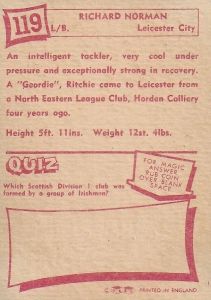 119
RICHARD NORMAN
L/B. Leicester City
An intelligent tackler, very cool under
pressure and exceptionally strong in recovery.
A "Geordie", Ritchie came to Leicester from
a North Eastern League Club, Horden Colliery
four years ago.
Height 5ft. 11ins. Weight 12st. 4lbs.
QUIZ
Which Scottish Division 1 club was
formed by a group of Irishmen?
FOR MAGIC
ANSWER
RUB COIN
OVER BLANK
SPACE
PRINTED IN ENGLAND